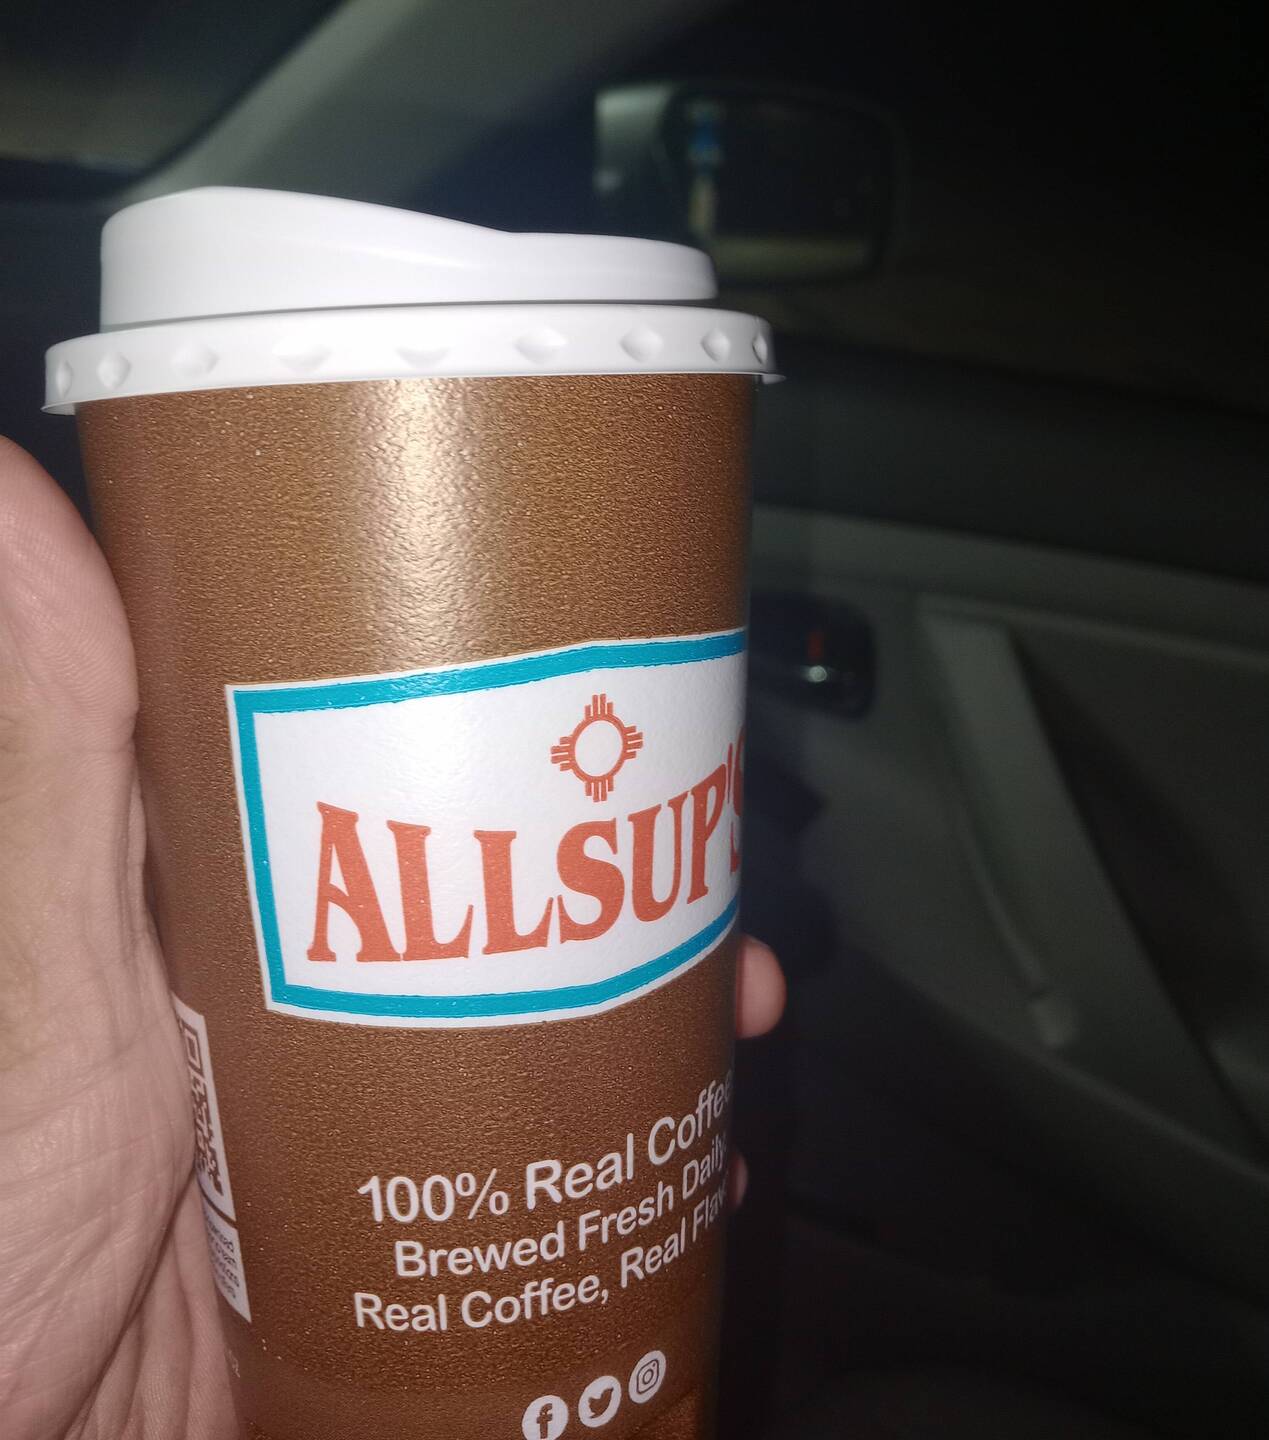 ALLSUP'S
100% Real Coffee
Brewed Fresh Daily
Real Coffee, Real